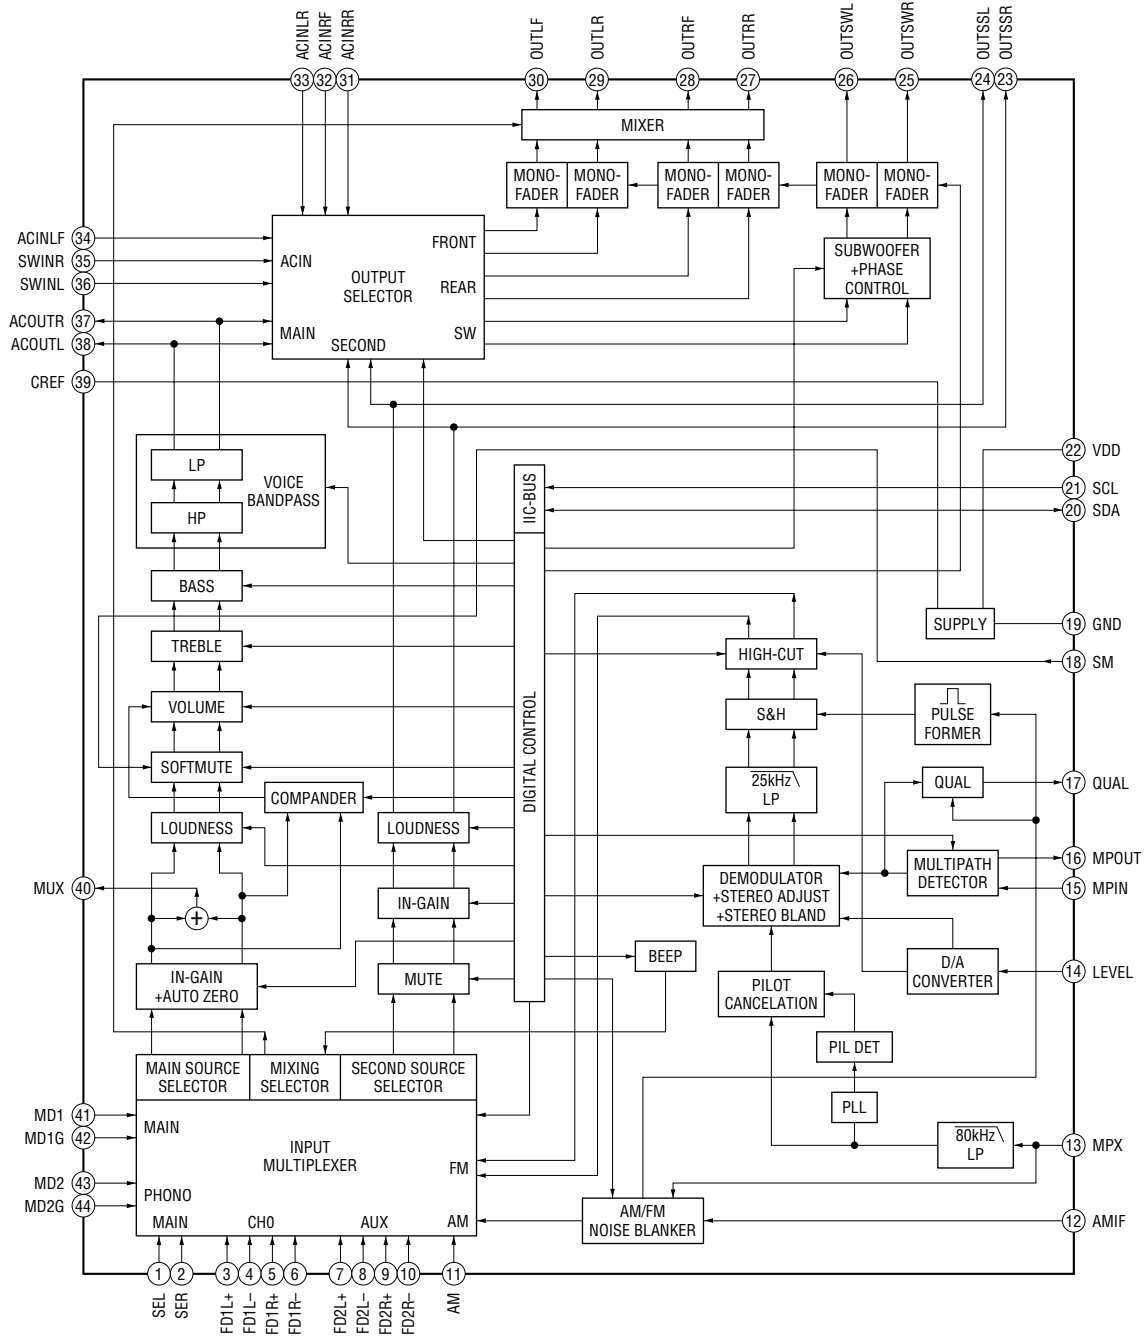 ACINLR
ACINRF
ACINRR
OUTLF
OUTLR
OUTRF
OUTRR
OUTSWL
OUTSWR
OUTSSL
OUTSSR
33
32
31
30
29
28
27
26
25
24
23
MIXER
MONO-
FADER
MONO-
FADER
MONO-
FADER
MONO-
FADER
MONO-
FADER
MONO-
FADER
ACINLF 34
SWINR 35
SWINL 36
ACOUTR 37
ACOUTL 38
CREF 39
ACIN
MAIN
OUTPUT
SELECTOR
SECOND
FRONT
REAR
SW
SUBWOOFER
+PHASE
CONTROL
LP
HP
VOICE
BANDPASS
BASS
TREBLE
VOLUME
SOFTMUTE
COMPANDER
LOUDNESS
LOUDNESS
MUX 40
+
IN-GAIN
IN-GAIN
+AUTO ZERO
MUTE
BEEP
IIC-BUS
DIGITAL CONTROL
22 VDD
21 SCL
20 SDA
SUPPLY
19 GND
18 SM
HIGH-CUT
S&H
PULSE
FORMER
25kHz
LP
QUAL
17 QUAL
DEMODULATOR
+STEREO ADJUST
+STEREO BLAND
MULTIPATH
DETECTOR
16 MPOUT
15 MPIN
D/A
CONVERTER
14 LEVEL
PILOT
CANCELATION
PIL DET
PLL
80kHz
LP
13 MPX
AM/FM
NOISE BLANKER
12 AMIF
MAIN SOURCE
SELECTOR
MIXING
SELECTOR
SECOND SOURCE
SELECTOR
MD1 41
MD1G 42
MD2 43
MD2G 44
MAIN
INPUT
MULTIPLEXER
FM
PHONO
MAIN
CH0
AUX
AM
1
2
3
4
5
6
7
8
9
10
11
SEL
SER
FD1L+
FD1L−
FD1R+
FD1R−
FD2L+
FD2L−
FD2R+
FD2R−
AM